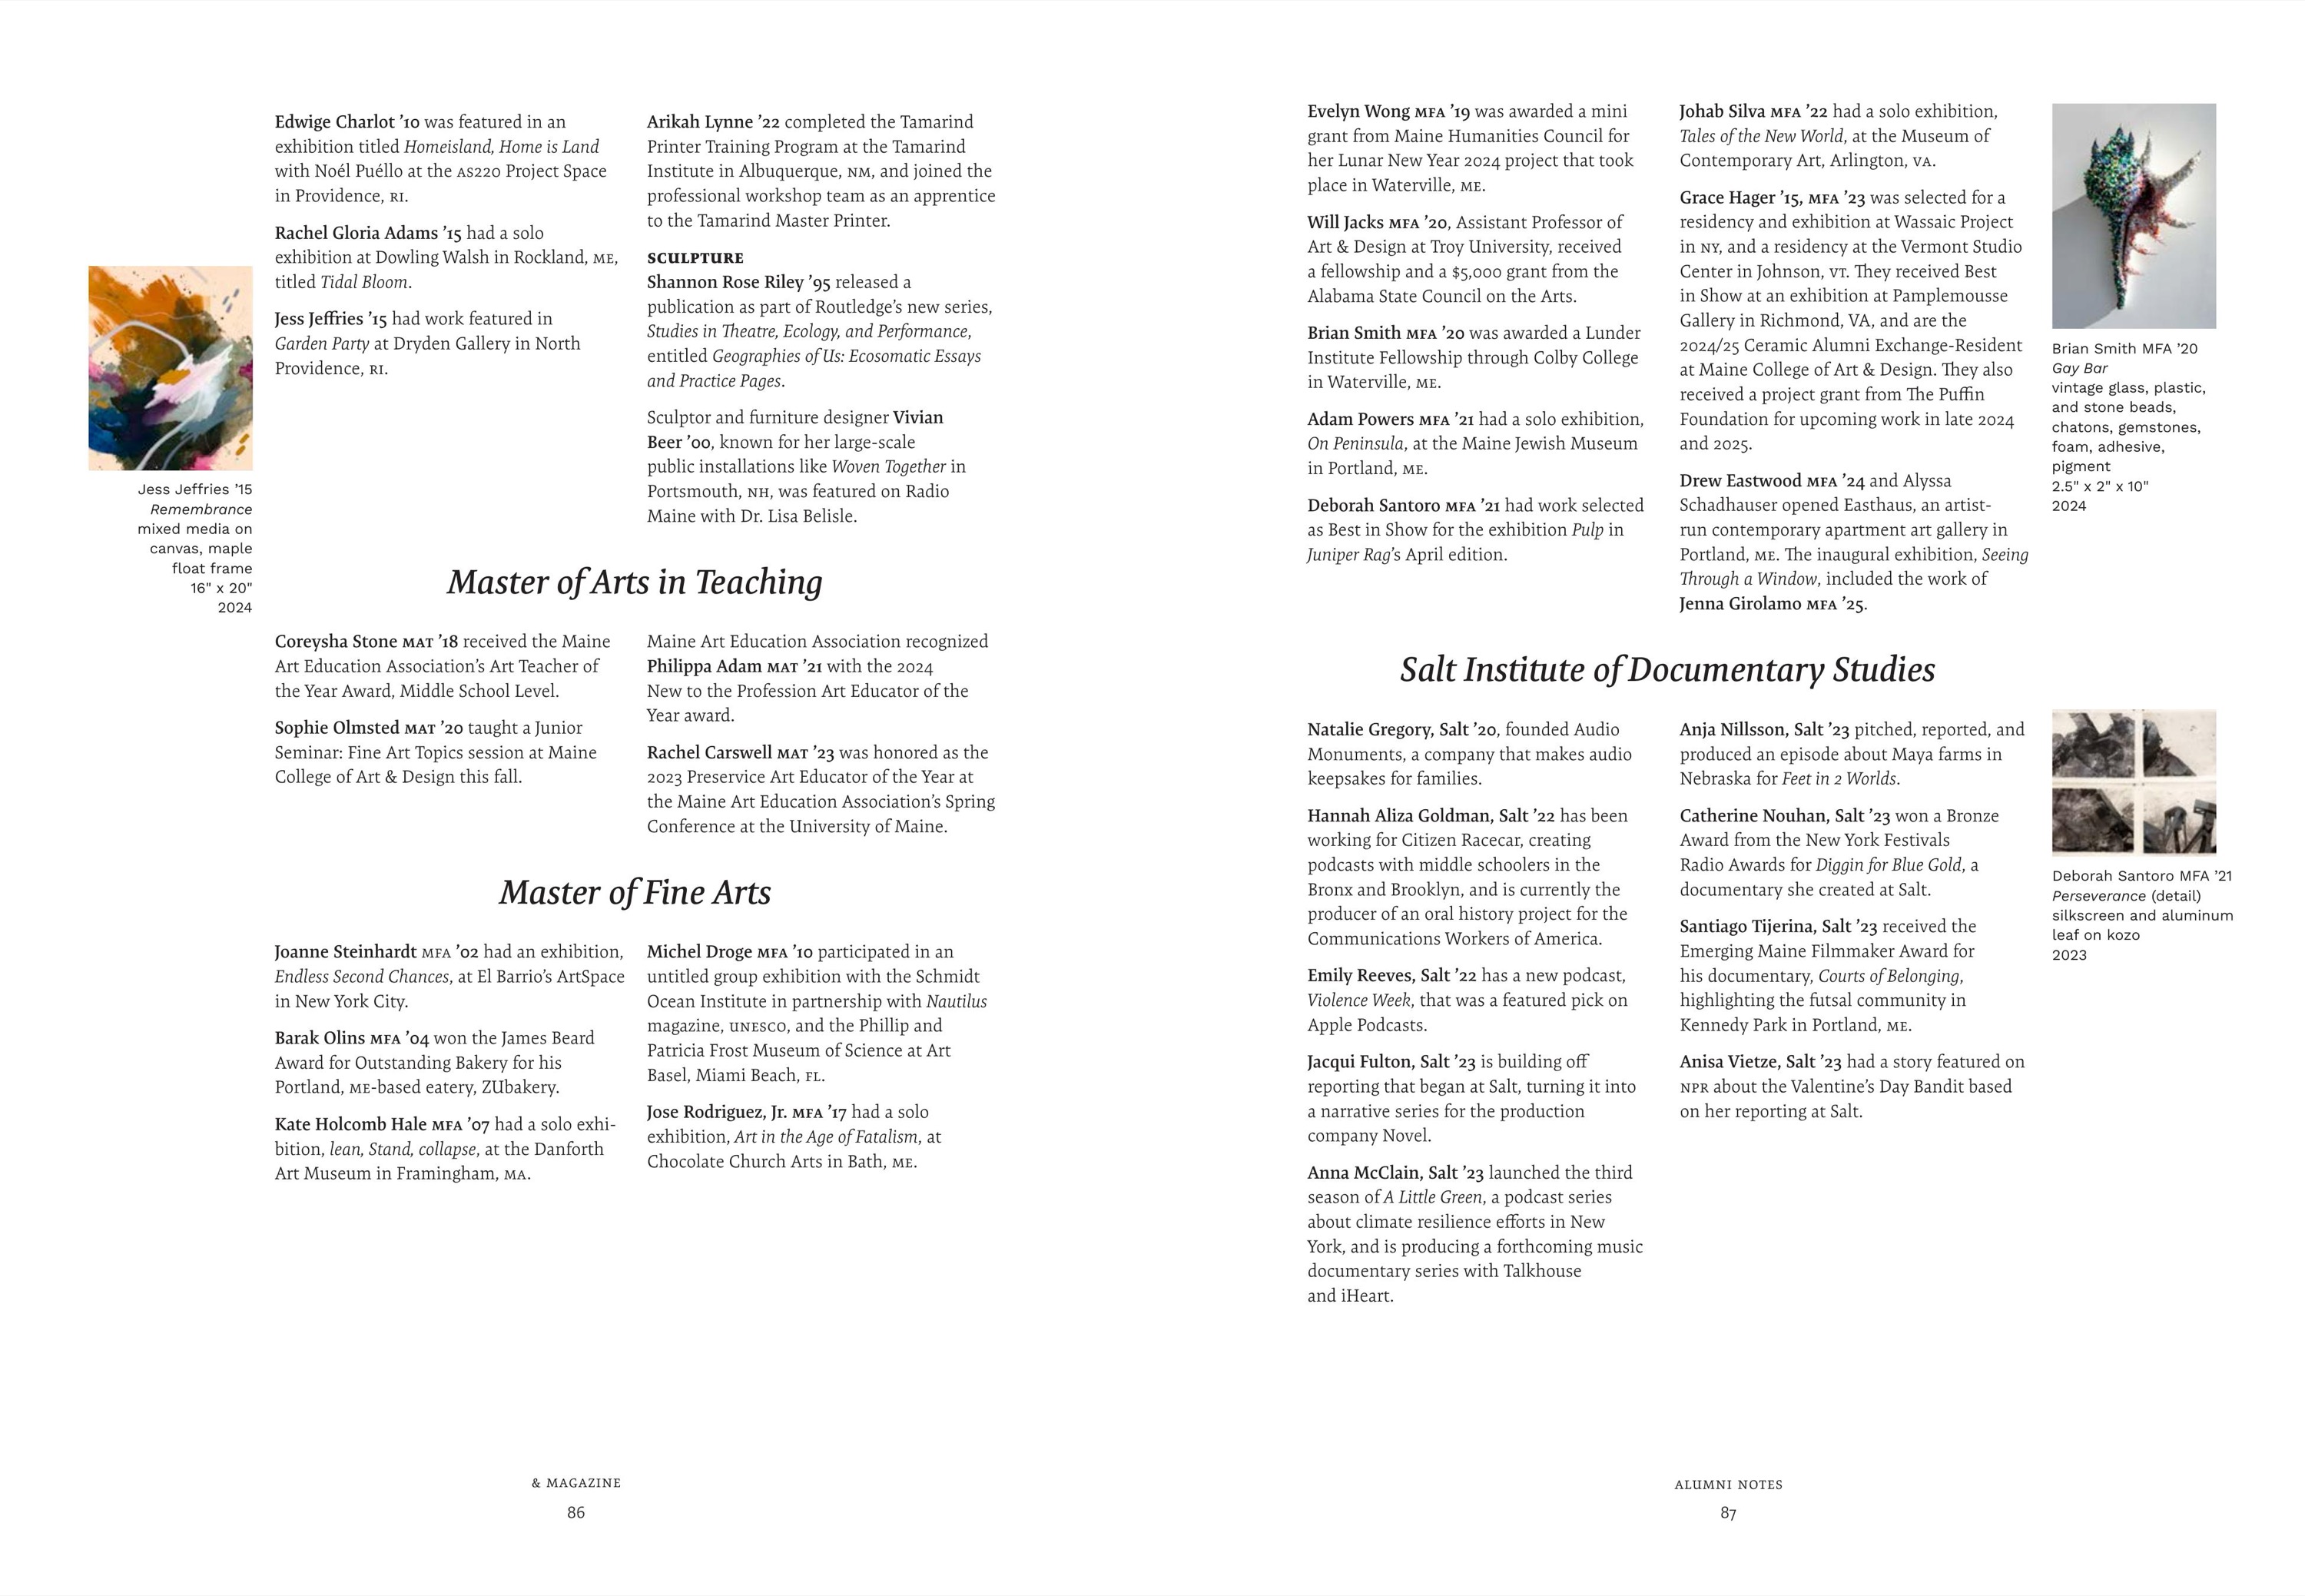 Edwige Charlot ’10 was featured in an
exhibition titled Homeisland, Home is Land
with Noél Puéllo at the AS220 Project Space
in Providence, RI.
Rachel Gloria Adams ’15 had a solo
exhibition at Dowling Walsh in Rockland, ME,
titled Tidal Bloom.
Jess Jeffries ’15 had work featured in
Garden Party at Dryden Gallery in North
Providence, RI.
Jess Jeffries ’15
Remembrance
mixed media on
canvas, maple
float frame
16" x 20"
2024
Arikah Lynne ’22 completed the Tamarind
Printer Training Program at the Tamarind
Institute in Albuquerque, NM, and joined the
professional workshop team as an apprentice
to the Tamarind Master Printer.
SCULPTURE
Shannon Rose Riley ’95 released a
publication as part of Routledge’s new series,
Studies in Theatre, Ecology, and Performance,
entitled Geographies of Us: Ecosomatic Essays
and Practice Pages.
Sculptor and furniture designer Vivian
Beer ’00, known for her large-scale
public installations like Woven Together in
Portsmouth, NH, was featured on Radio
Maine with Dr. Lisa Belisle.
Master of Arts in Teaching
Coreysha Stone MAT ’18 received the Maine
Art Education Association’s Art Teacher of
the Year Award, Middle School Level.
Sophie Olmsted MAT ’20 taught a Junior
Seminar: Fine Art Topics session at Maine
College of Art & Design this fall.
Maine Art Education Association recognized
Philippa Adam MAT ’21 with the 2024
New to the Profession Art Educator of the
Year award.
Rachel Carswell MAT ’23 was honored as the
2023 Preservice Art Educator of the Year at
the Maine Art Education Association’s Spring
Conference at the University of Maine.
Master of Fine Arts
Joanne Steinhardt MFA ’02 had an exhibition,
Endless Second Chances, at El Barrio’s ArtSpace
in New York City.
Barak Olins MFA ’04 won the James Beard
Award for Outstanding Bakery for his
Portland, ME-based eatery, ZUbakery.
Kate Holcomb Hale MFA ’07 had a solo exhi-
bition, lean, Stand, collapse, at the Danforth
Art Museum in Framingham, MA.
Michel Droge MFA ’10 participated in an
untitled group exhibition with the Schmidt
Ocean Institute in partnership with Nautilus
magazine, UNESCO, and the Phillip and
Patricia Frost Museum of Science at Art
Basel, Miami Beach, FL.
Jose Rodriguez, Jr. MFA ’17 had a solo
exhibition, Art in the Age of Fatalism, at
Chocolate Church Arts in Bath, ME.
& MAGAZINE
86
Evelyn Wong MFA ’19 was awarded a mini
grant from Maine Humanities Council for
her Lunar New Year 2024 project that took
place in Waterville, ME.
Will Jacks MFA ’20, Assistant Professor of
Art & Design at Troy University, received
a fellowship and a $5,000 grant from the
Alabama State Council on the Arts.
Brian Smith MFA ’20 was awarded a Lunder
Institute Fellowship through Colby College
in Waterville, ME.
Adam Powers MFA ’21 had a solo exhibition,
On Peninsula, at the Maine Jewish Museum
in Portland, ME.
Deborah Santoro MFA ’21 had work selected
as Best in Show for the exhibition Pulp in
Juniper Rag’s April edition.
Johab Silva MFA ’22 had a solo exhibition,
Tales of the New World, at the Museum of
Contemporary Art, Arlington, VA.
Grace Hager ’15, MFA ’23 was selected for a
residency and exhibition at Wassaic Project
in NY, and a residency at the Vermont Studio
Center in Johnson, VT. They received Best
in Show at an exhibition at Pamplemousse
Gallery in Richmond, VA, and are the
2024/25 Ceramic Alumni Exchange-Resident
at Maine College of Art & Design. They also
received a project grant from The Puffin
Foundation for upcoming work in late 2024
and 2025.
Drew Eastwood MFA ’24 and Alyssa
Schadhauser opened Easthaus, an artist-
run contemporary apartment art gallery in
Portland, ME. The inaugural exhibition, Seeing
Through a Window, included the work of
Jenna Girolamo MFA ’25.
Brian Smith MFA ’20
Gay Bar
vintage glass, plastic,
and stone beads,
chatons, gemstones,
foam, adhesive,
pigment
2.5" x 2" x 10"
2024
Salt Institute of Documentary Studies
Natalie Gregory, Salt ’20, founded Audio
Monuments, a company that makes audio
keepsakes for families.
Hannah Aliza Goldman, Salt ’22 has been
working for Citizen Racecar, creating
podcasts with middle schoolers in the
Bronx and Brooklyn, and is currently the
producer of an oral history project for the
Communications Workers of America.
Emily Reeves, Salt ’22 has a new podcast,
Violence Week, that was a featured pick on
Apple Podcasts.
Jacqui Fulton, Salt ’23 is building off
reporting that began at Salt, turning it into
a narrative series for the production
company Novel.
Anna McClain, Salt ’23 launched the third
season of A Little Green, a podcast series
about climate resilience efforts in New
York, and is producing a forthcoming music
documentary series with Talkhouse
and iHeart.
Anja Nillsson, Salt ’23 pitched, reported, and
produced an episode about Maya farms in
Nebraska for Feet in 2 Worlds.
Catherine Nouhan, Salt ’23 won a Bronze
Award from the New York Festivals
Radio Awards for Diggin for Blue Gold, a
documentary she created at Salt.
Santiago Tijerina, Salt ’23 received the
Emerging Maine Filmmaker Award for
his documentary, Courts of Belonging,
highlighting the futsal community in
Kennedy Park in Portland, ME.
Anisa Vietze, Salt ’23 had a story featured on
NPR about the Valentine’s Day Bandit based
on her reporting at Salt.
Deborah Santoro MFA ’21
Perseverance (detail)
silkscreen and aluminum
leaf on kozo
2023
ALUMNI NOTES
87